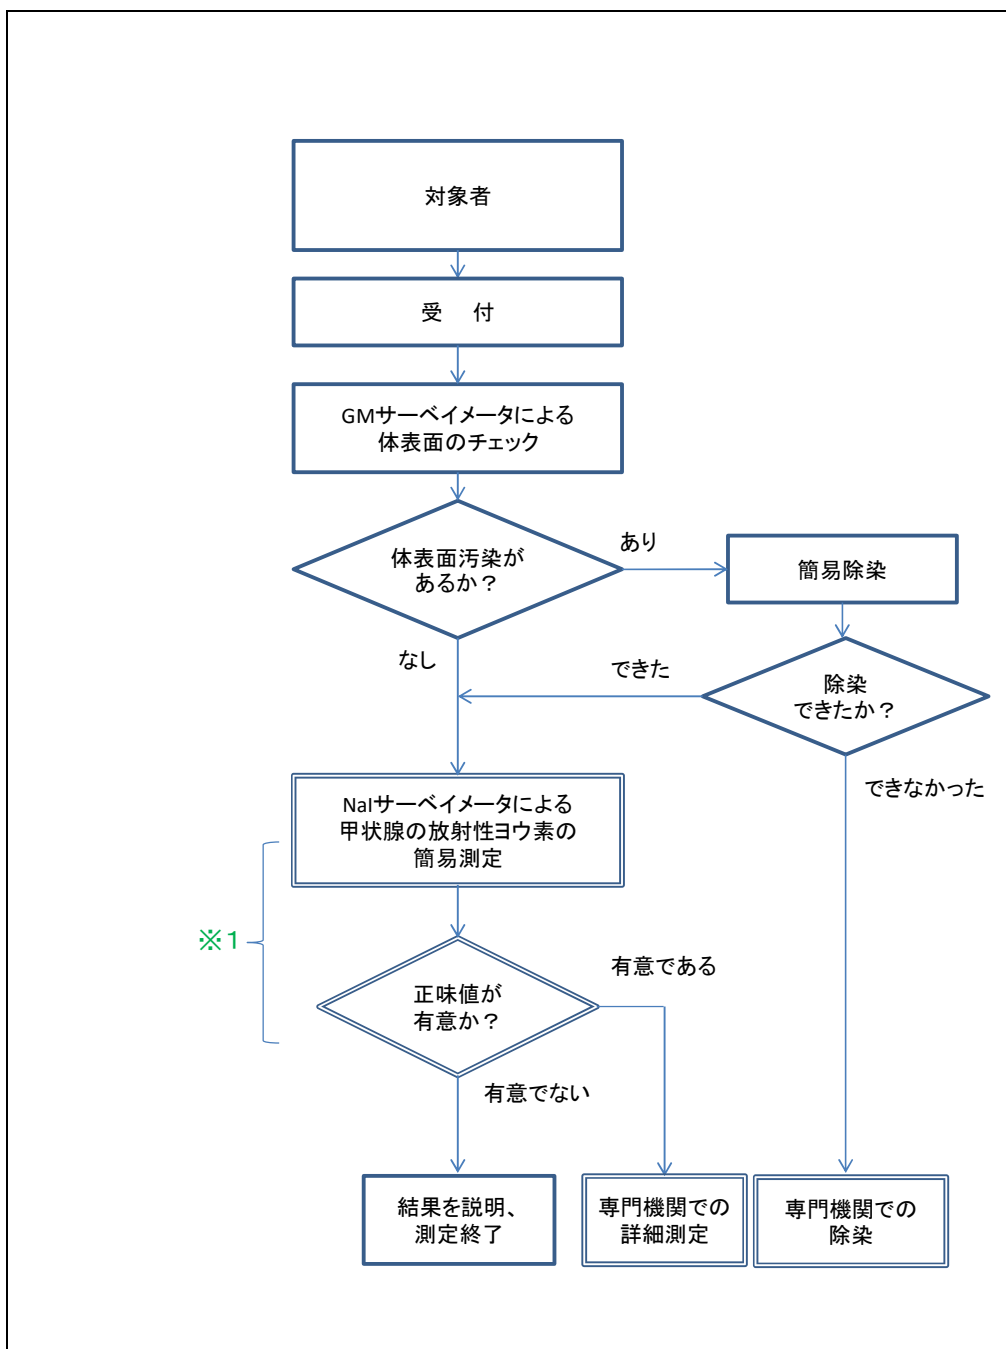 対象者
受　付
GMサーベイメータによる
体表面のチェック
体表面汚染が
あるか？
あり
簡易除染
なし
できた
除染
できたか？
できなかった
NaIサーベイメータによる
甲状腺の放射性ヨウ素の
簡易測定
※１
正味値が
有意か？
有意である
有意でない
結果を説明、
測定終了
専門機関での
詳細測定
専門機関での
除染